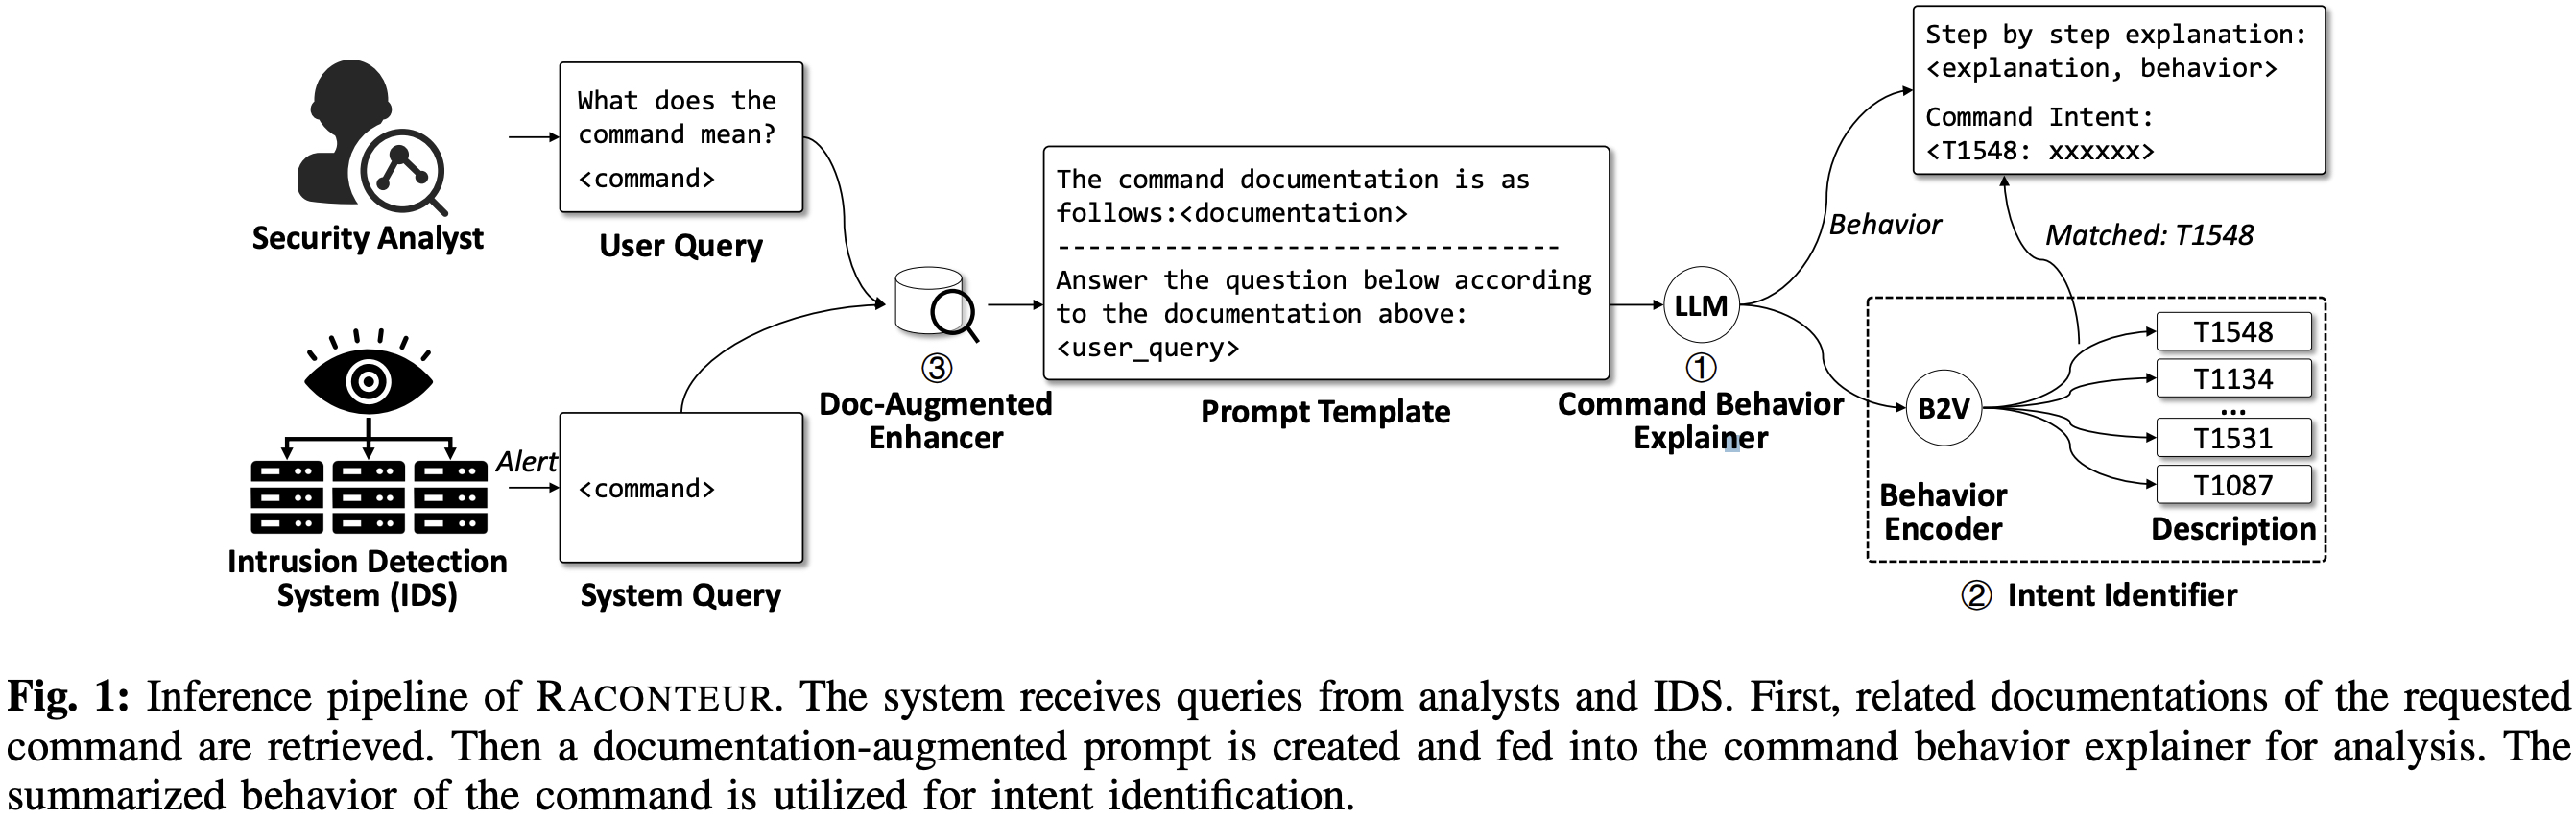 What does the
command mean?
<command>
Security Analyst
User Query
Alert
<command>
Intrusion Detection
System (IDS)
System Query
③
Doc-Augmented
Enhancer
The command documentation is as
follows:<documentation>
---------------------------------
Answer the question below according
to the documentation above:
<user_query>
Prompt Template
LLM
①
Command Behavior
Explainer
Behavior
Step by step explanation:
<explanation, behavior>
Command Intent:
<T1548: xxxxxx>
Matched: T1548
B2V
Behavior
Encoder
T1548
T1134
...
T1531
T1087
Description
② Intent Identifier
Fig. 1: Inference pipeline of RACONTEUR. The system receives queries from analysts and IDS. First, related documentations of the requested
command are retrieved. Then a documentation-augmented prompt is created and fed into the command behavior explainer for analysis. The
summarized behavior of the command is utilized for intent identification.